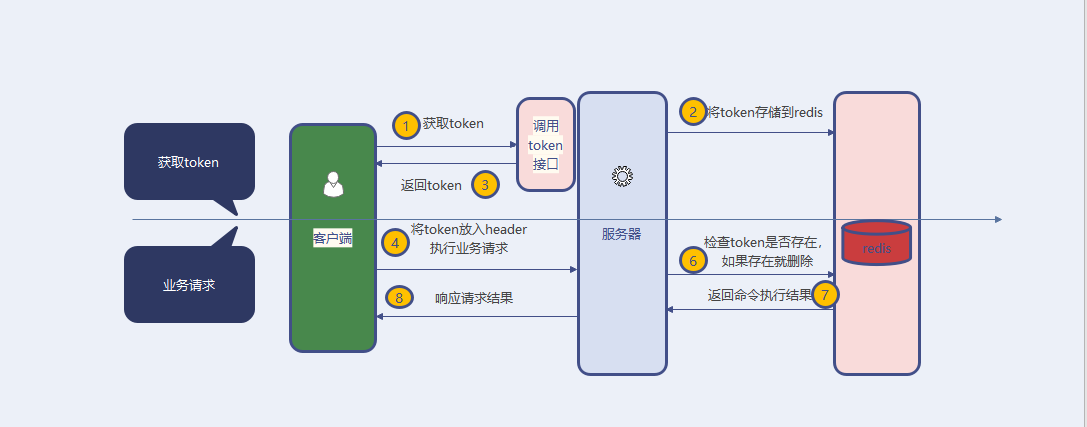 获取token
业务请求
客户端
1
获取token
返回token
3
调用
token
接口
服务器
2
将token存储到redis
4
将token放入header
执行业务请求
8
响应请求结果
6
检查token是否存在，
如果存在就删除
返回命令执行结果
7
redis